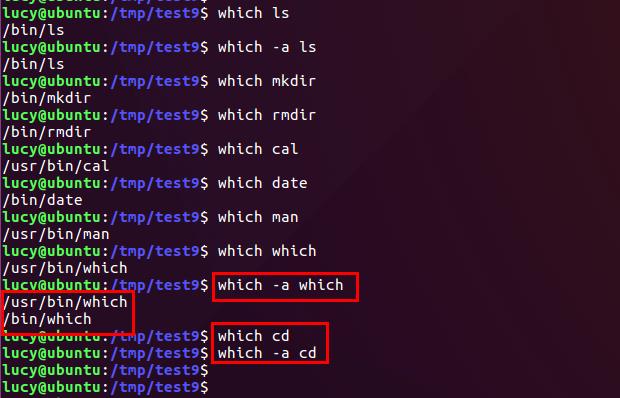 lucy@ubuntu:/tmp/test9$ which ls
/bin/ls
lucy@ubuntu:/tmp/test9$ which -a ls
/bin/ls
lucy@ubuntu:/tmp/test9$ which mkdir
/bin/mkdir
lucy@ubuntu:/tmp/test9$ which rmdir
/bin/rmdir
lucy@ubuntu:/tmp/test9$ which cal
/usr/bin/cal
lucy@ubuntu:/tmp/test9$ which date
/bin/date
lucy@ubuntu:/tmp/test9$ which man
/usr/bin/man
lucy@ubuntu:/tmp/test9$ which which
/usr/bin/which
lucy@ubuntu:/tmp/test9$ which -a which
/usr/bin/which
/bin/which
lucy@ubuntu:/tmp/test9$ which cd
lucy@ubuntu:/tmp/test9$ which -a cd
lucy@ubuntu:/tmp/test9$
lucy@ubuntu:/tmp/test9$